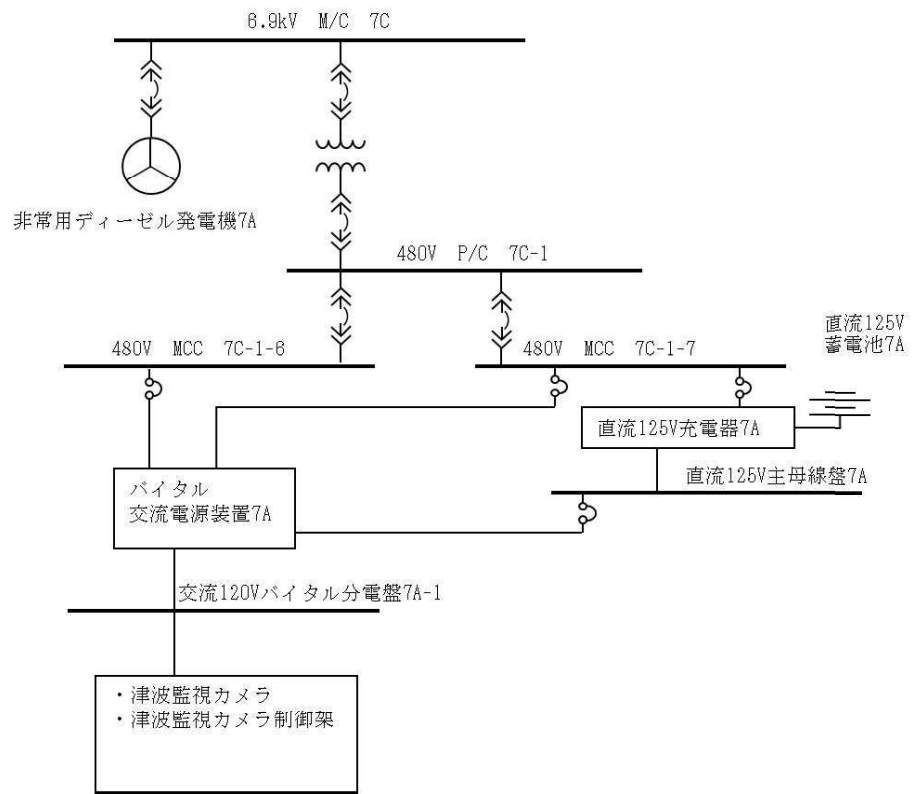 6.9kV M/C 7C
非常用ディーゼル発電機7A
480V P/C 7C-1
480V MCC 7C-1-6
480V MCC 7C-1-7
直流125V
蓄電池7A
直流125V充電器7A
直流125V主母線盤7A
バイタル
交流電源装置7A
交流120Vバイタル分電盤7A-1
・津波監視カメラ
・津波監視カメラ制御架